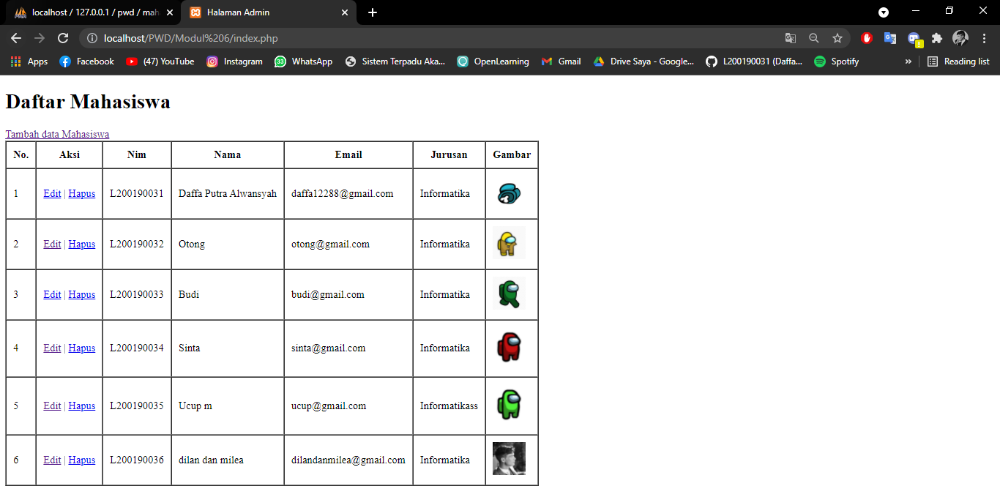 localhost / 127.0.0.1 / pwd / mah
Halaman Admin
localhost/PWD/Modul%206/index.php
Apps Facebook (47) YouTube Instagram 33 WhatsApp Sistem Terpadu Aka... OpenLearning Gmail Drive Saya - Google... L200190031 (Daffa... Spotify » Reading list
Daftar Mahasiswa
Tambah data Mahasiswa
No. Aksi Nim Nama Email Jurusan Gambar
1 Edit | Hapus L200190031 Daffa Putra Alwansyah daffa12288@gmail.com Informatika
2 Edit | Hapus L200190032 Otong otong@gmail.com Informatika
3 Edit | Hapus L200190033 Budi budi@gmail.com Informatika
4 Edit | Hapus L200190034 Sinta sinta@gmail.com Informatika
5 Edit | Hapus L200190035 Ucup m ucup@gmail.com Informatikass
6 Edit | Hapus L200190036 dilan dan milea dilandanmilea@gmail.com Informatika